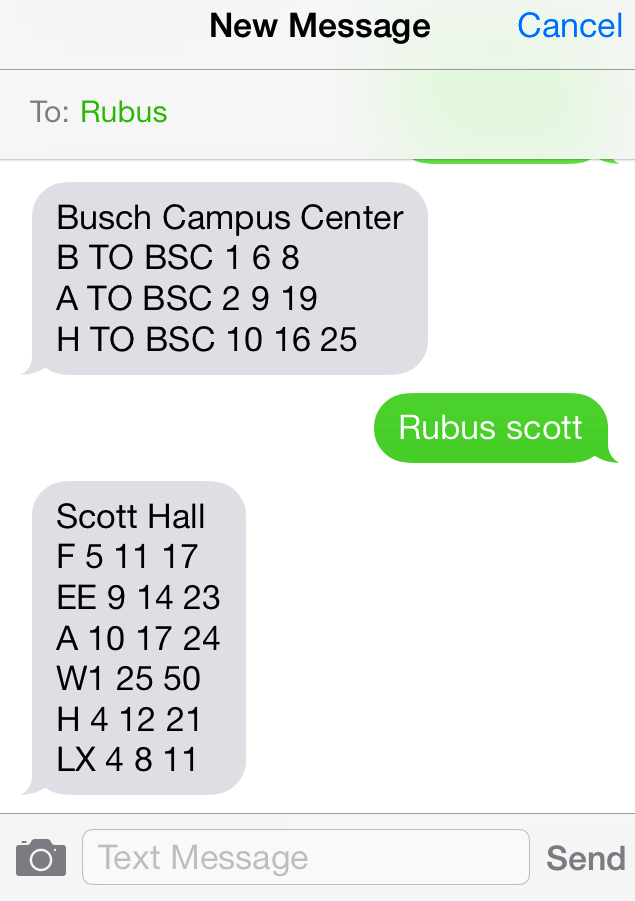 New Message Cancel
To: Rubus
Busch Campus Center
B TO BSC 1 6 8
A TO BSC 2 9 19
H TO BSC 10 16 25
Rubus scott
Scott Hall
F 5 11 17
EE 9 14 23
A 10 17 24
W1 25 50
H 4 12 21
LX 4 8 11
Text Message Send